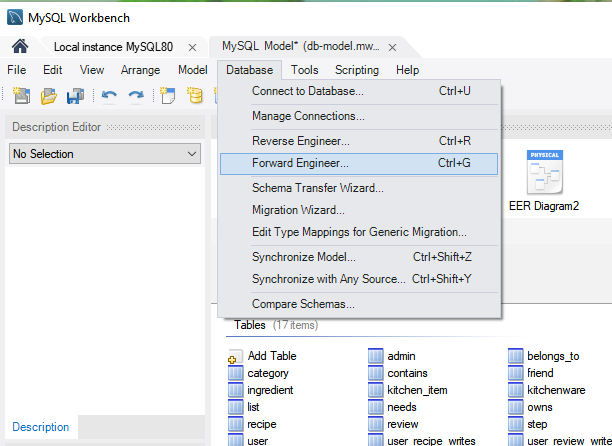 MySQL Workbench
Local instance MySQL80 × MySQL Model* (db-model.mw... ×
File Edit View Arrange Model Database Tools Scripting Help
Description Editor
No Selection
Connect to Database... Ctrl+U
Manage Connections...
Reverse Engineer... Ctrl+R
Forward Engineer... Ctrl+G
Schema Transfer Wizard...
Migration Wizard...
Edit Type Mappings for Generic Migration...
Synchronize Model... Ctrl+Shift+Z
Synchronize with Any Source... Ctrl+Shift+Y
Compare Schemas...
PHYSICAL
EER Diagram2
Tables (17 items)
Add Table admin belongs_to
category contains friend
ingredient kitchen_item kitchenware
list needs owns
recipe review step
user user_recipe_writes user_review_writes
Description